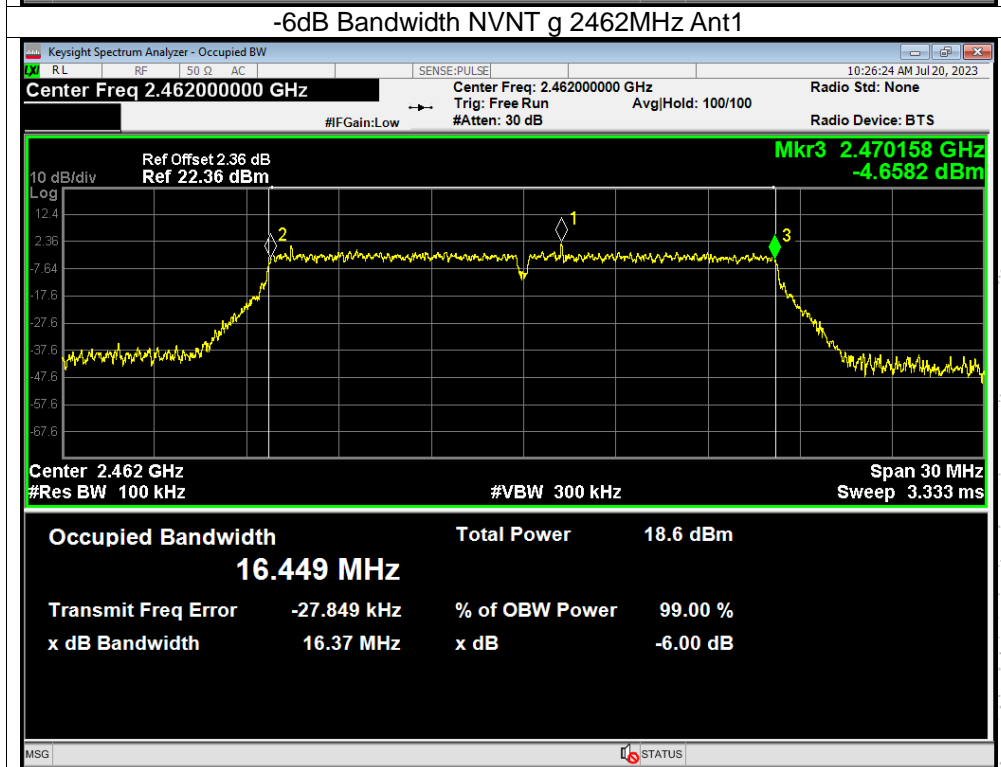 -6dB Bandwidth NVNT g 2462MHz Ant1
Keysight Spectrum Analyzer - Occupied BW
LXI RL RF 50 Ω AC SENSE:PULSE 10:26:24 AM Jul 20, 2023
Center Freq 2.462000000 GHz Center Freq: 2.462000000 GHz Radio Std: None
Trig: Free Run Avg|Hold: 100/100
#IFGain:Low #Atten: 30 dB Radio Device: BTS
Mkr3 2.470158 GHz
-4.6582 dBm
Ref Offset 2.36 dB
10 dB/div Ref 22.36 dBm
Log
12.4
2.36
-7.64
-17.6
-27.6
-37.6
-47.6
-57.6
-67.6
2
1
3
Center 2.462 GHz Span 30 MHz
#Res BW 100 kHz #VBW 300 kHz Sweep 3.333 ms
Occupied Bandwidth Total Power 18.6 dBm
16.449 MHz
Transmit Freq Error -27.849 kHz % of OBW Power 99.00 %
x dB Bandwidth 16.37 MHz x dB -6.00 dB
MSG STATUS